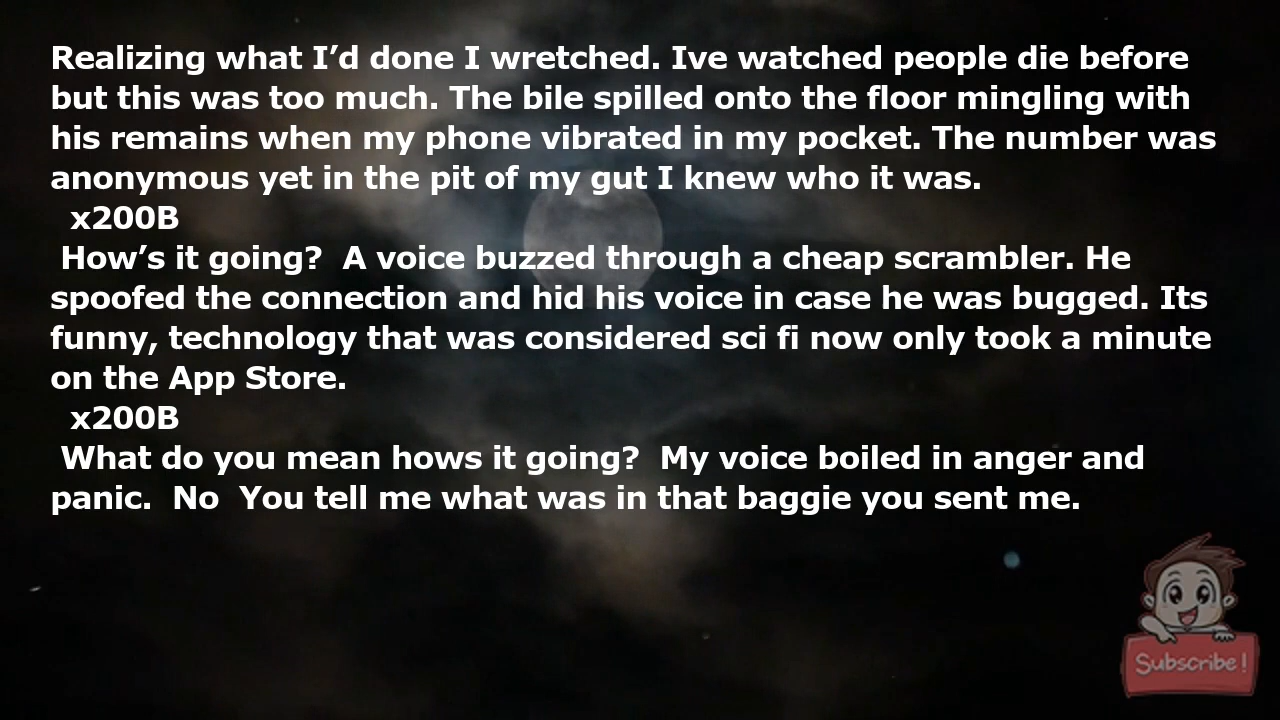 Realizing what I’d done I wretched. Ive watched people die before
but this was too much. The bile spilled onto the floor mingling with
his remains when my phone vibrated in my pocket. The number was
anonymous yet in the pit of my gut I knew who it was.
x200B
How’s it going?  A voice buzzed through a cheap scrambler. He
spoofed the connection and hid his voice in case he was bugged. Its
funny, technology that was considered sci fi now only took a minute
on the App Store.
x200B
What do you mean hows it going?  My voice boiled in anger and
panic.  No  You tell me what was in that baggie you sent me.
Subscribe!